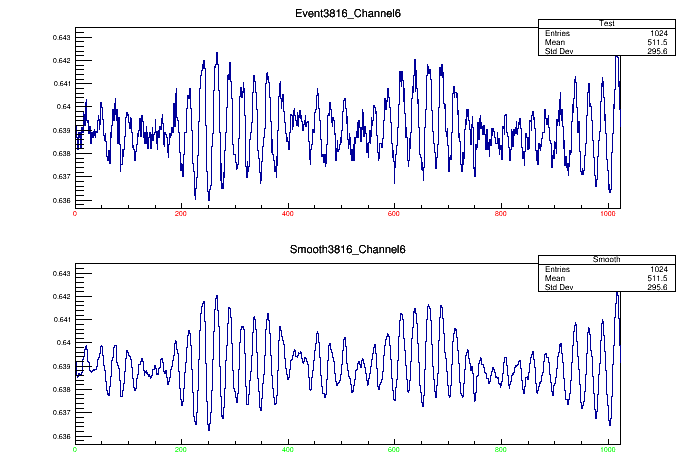 Event3816_Channel6
Test
Entries 1024
Mean 511.5
Std Dev 295.6
0.643
0.642
0.641
0.64
0.639
0.638
0.637
0.636
0 200 400 600 800 1000
Smooth3816_Channel6
Smooth
Entries 1024
Mean 511.5
Std Dev 295.6
0.643
0.642
0.641
0.64
0.639
0.638
0.637
0.636
0 200 400 600 800 1000